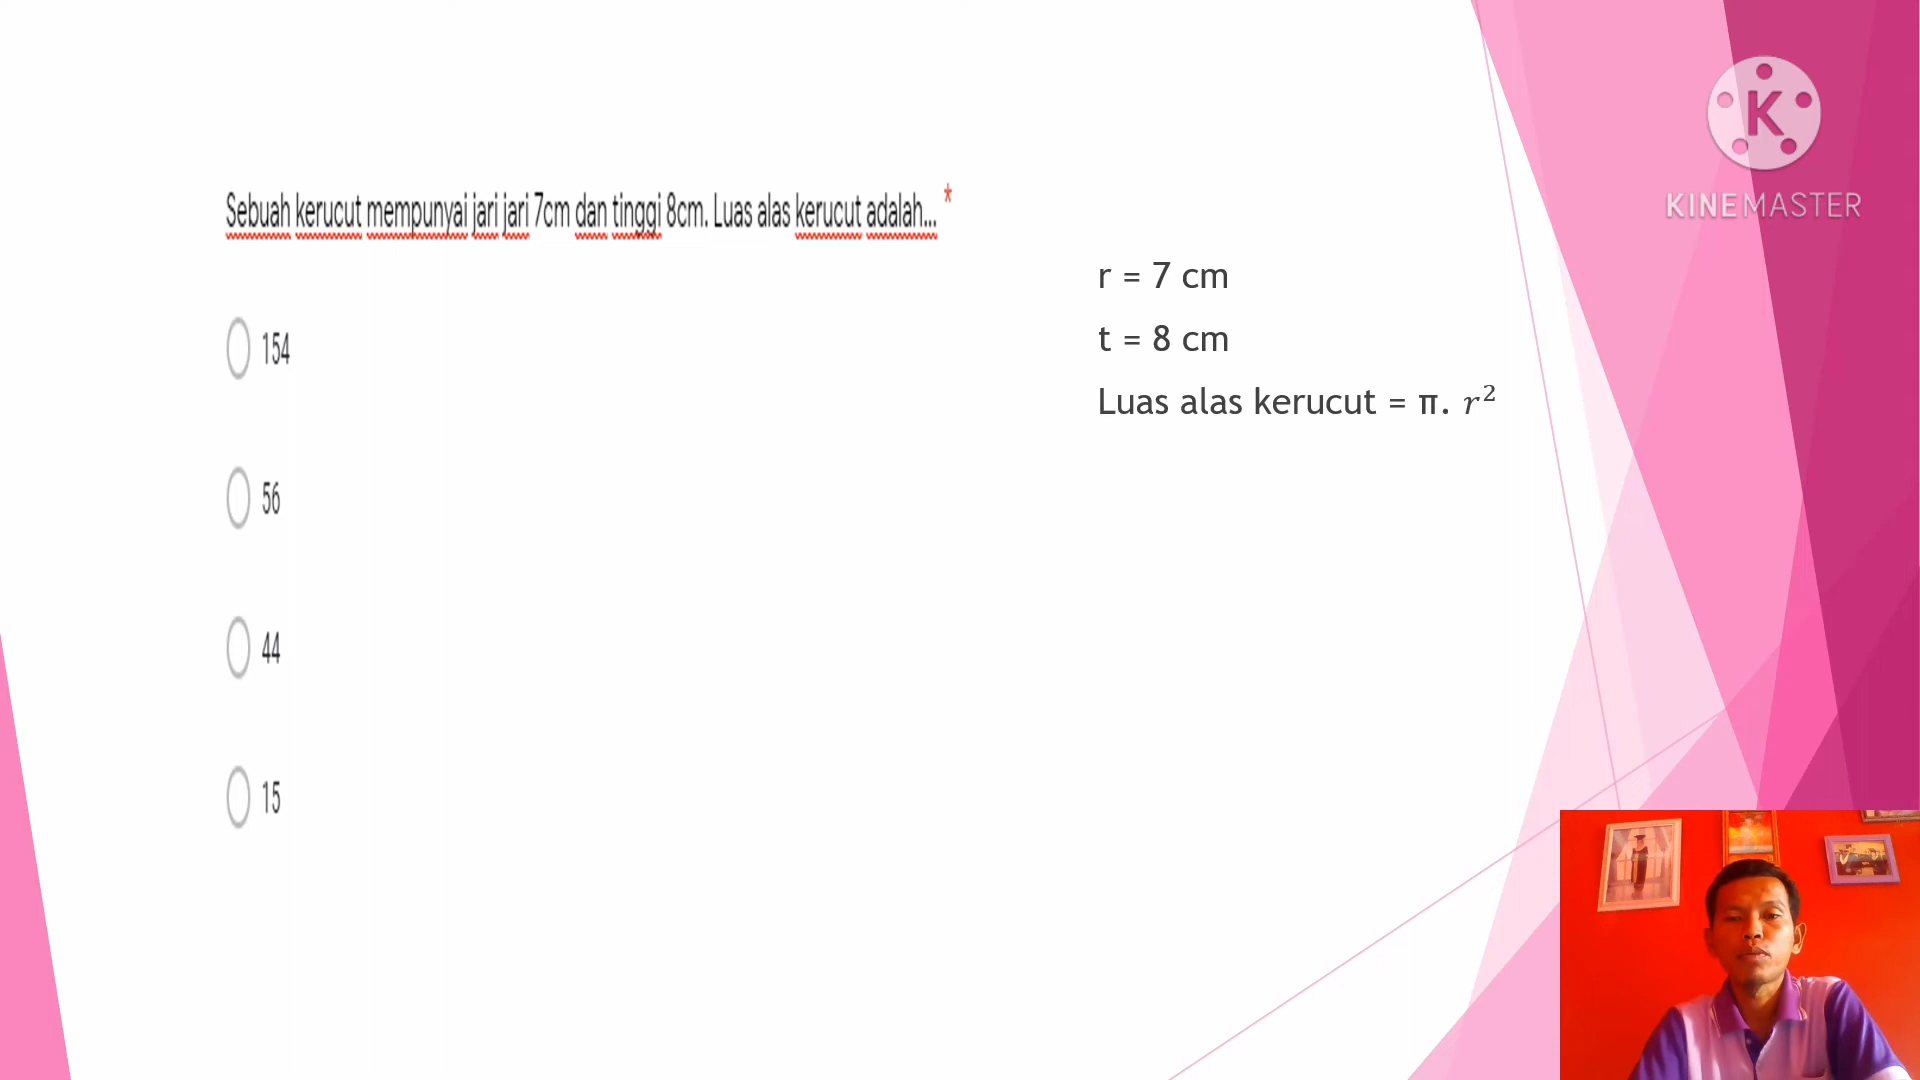 Sebuah kerucut mempunyai jari jari 7cm dan tinggi 8cm. Luas alas kerucut adalah... *
154
56
44
15
r = 7 cm
t = 8 cm
Luas alas kerucut = π. r²
K
KINEMASTER